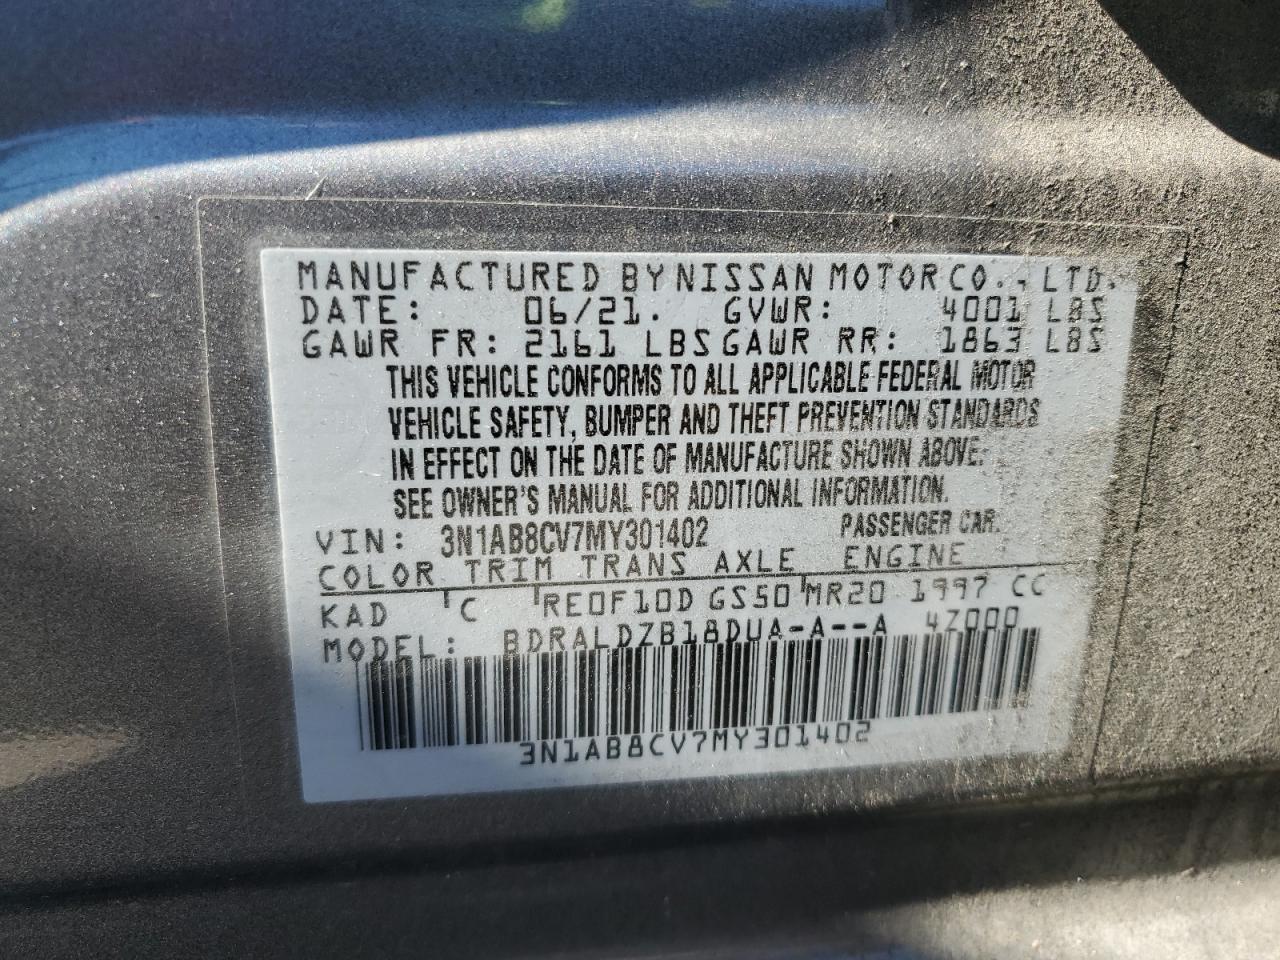 MANUFACTURED BY NISSAN MOTOR CO., LTD.
DATE: 06/21. GVWR: 4001 LBS
GAWR FR: 2161 LBS GAWR RR: 1863 LBS
THIS VEHICLE CONFORMS TO ALL APPLICABLE FEDERAL MOTOR
VEHICLE SAFETY, BUMPER AND THEFT PREVENTION STANDARDS
IN EFFECT ON THE DATE OF MANUFACTURE SHOWN ABOVE.
SEE OWNER'S MANUAL FOR ADDITIONAL INFORMATION.
VIN: 3N1AB8CV7MY301402 PASSENGER CAR.
COLOR TRIM TRANS AXLE ENGINE
KAD C RE0F10D GS50 MR20 1997 CC
MODEL: BDRALDZB18DUA-A--A 4Z000
3N1AB8CV7MY301402